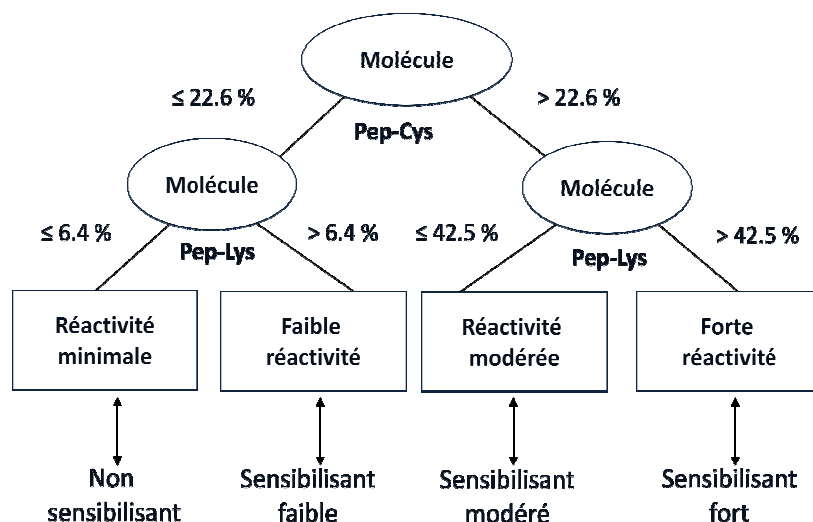 Molécule
≤ 22.6 %
> 22.6 %
Pep-Cys
Molécule
Molécule
≤ 6.4 %
> 6.4 %
≤ 42.5 %
> 42.5 %
Pep-Lys
Pep-Lys
Réactivité
minimale
Faible
réactivité
Réactivité
modérée
Forte
réactivité
Non
sensibilisant
Sensibilisant
faible
Sensibilisant
modéré
Sensibilisant
fort